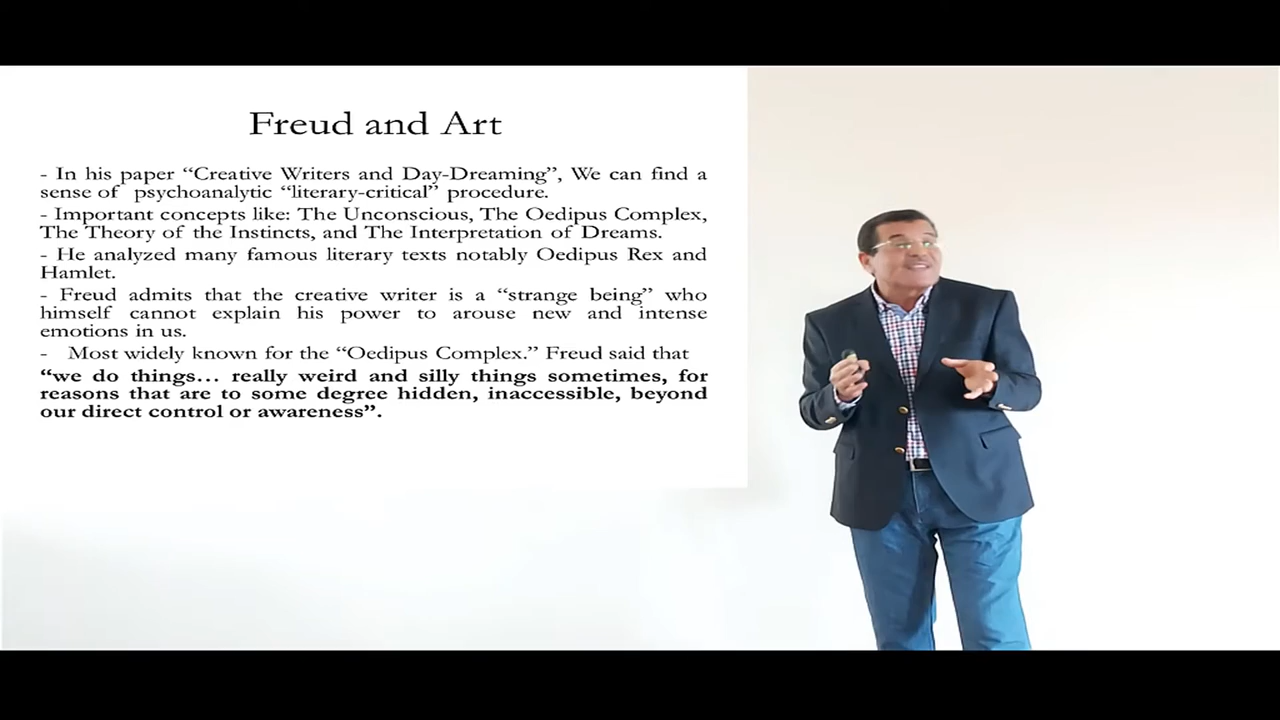 Freud and Art
- In his paper “Creative Writers and Day-Dreaming”, We can find a
sense of psychoanalytic “literary-critical” procedure.
- Important concepts like: The Unconscious, The Oedipus Complex,
The Theory of the Instincts, and The Interpretation of Dreams.
- He analyzed many famous literary texts notably Oedipus Rex and
Hamlet.
- Freud admits that the creative writer is a “strange being” who
himself cannot explain his power to arouse new and intense
emotions in us.
- Most widely known for the “Oedipus Complex.” Freud said that
“we do things… really weird and silly things sometimes, for
reasons that are to some degree hidden, inaccessible, beyond
our direct control or awareness”.